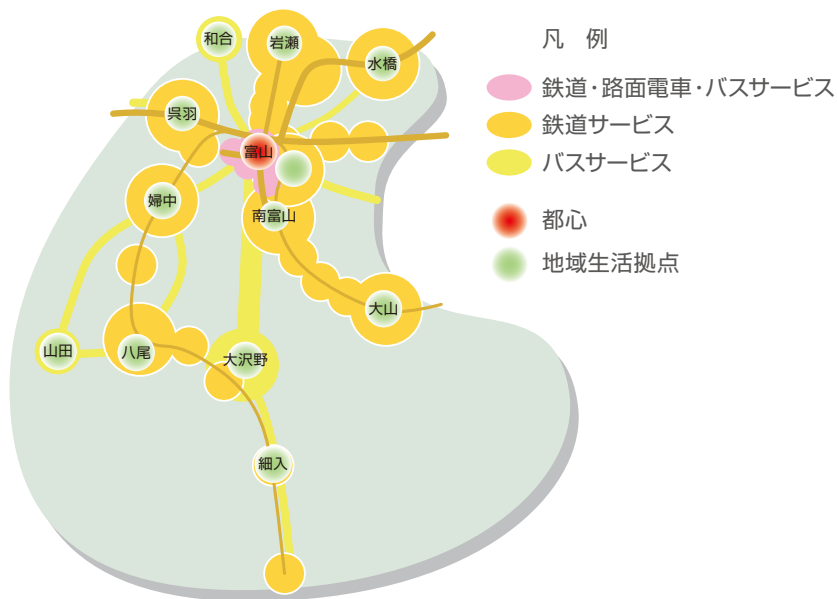 和合
岩瀬
水橋
呉羽
富山
婦中
南富山
大山
山田
八尾
大沢野
細入
凡 例
鉄道・路面電車・バスサービス
鉄道サービス
バスサービス
都心
地域生活拠点